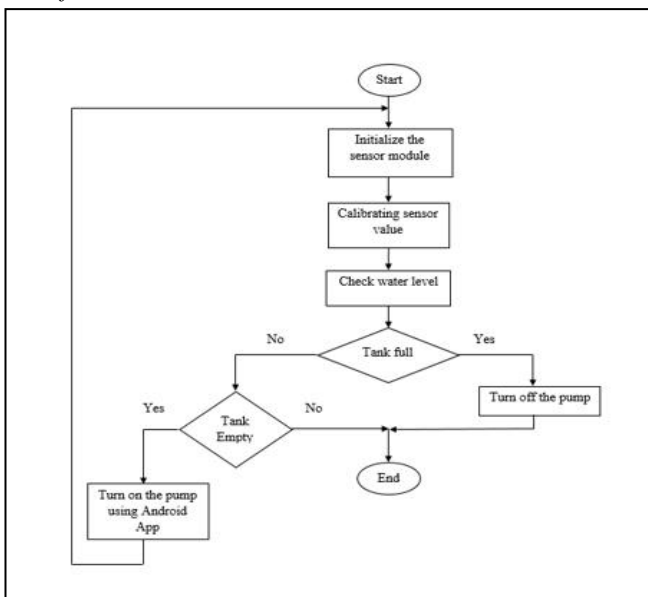 Start
Initialize the
sensor module
Calibrating sensor
value
Check water level
Tank full
No
Yes
Turn off the pump
Tank
Empty
Yes
No
End
Turn on the pump
using Android
App